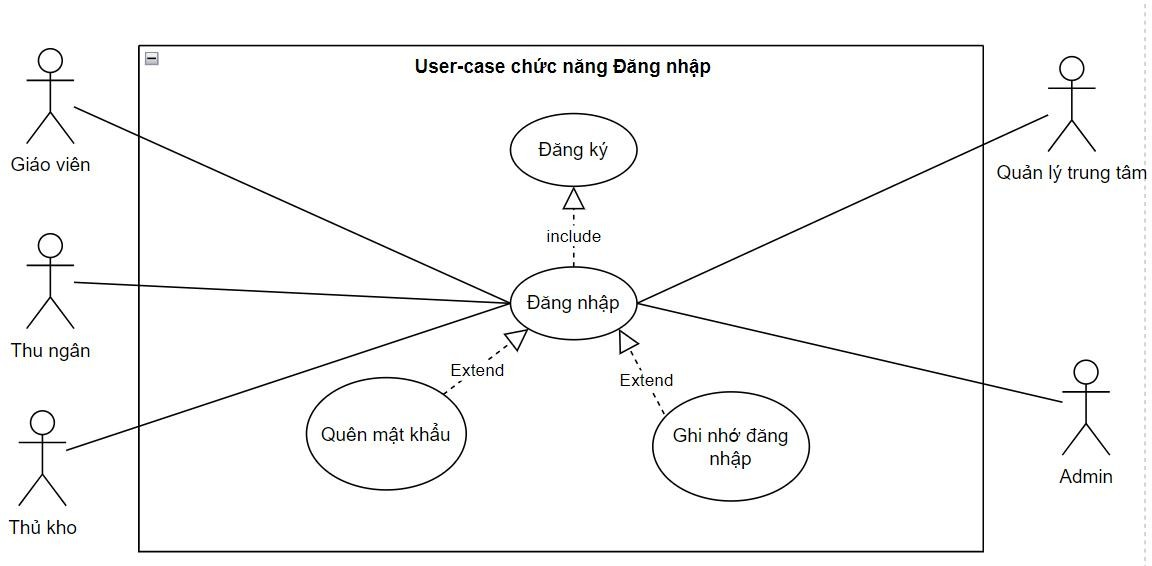 User-case chức năng Đăng nhập
Giáo viên
Đăng ký
Quản lý trung tâm
include
Thu ngân
Đăng nhập
Extend
Extend
Quên mật khẩu
Ghi nhớ đăng
nhập
Thủ kho
Admin